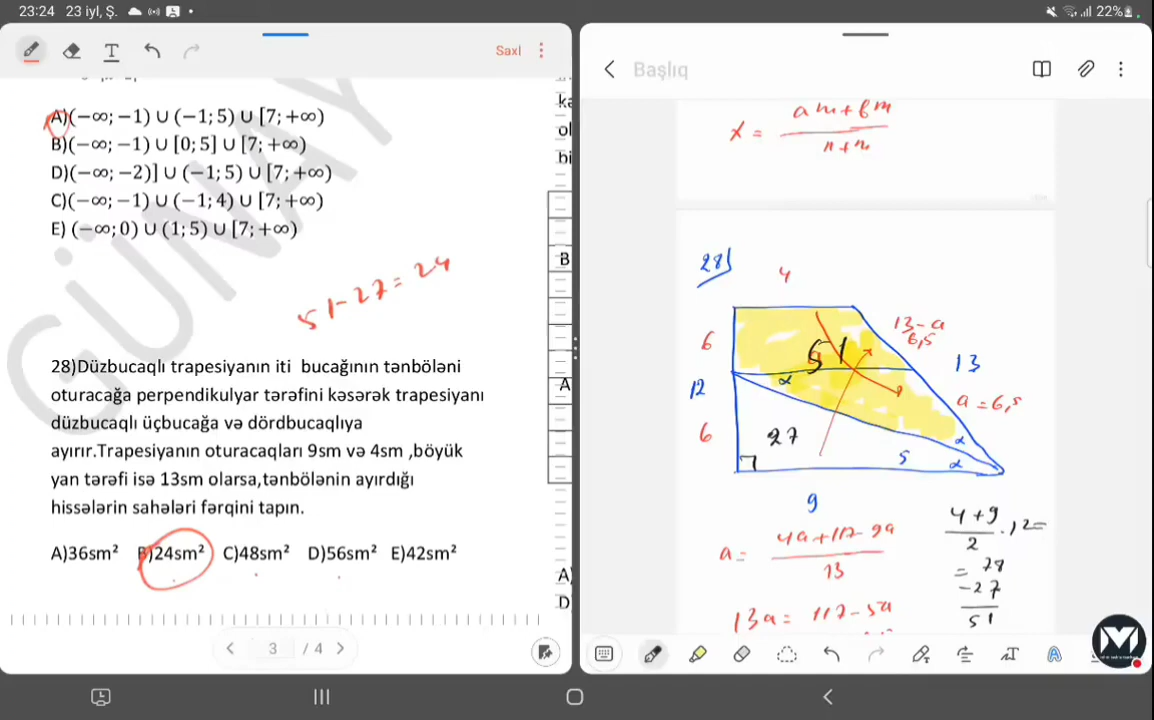 23:24 23 iyl, Ş.
22%
Saxl
A)(−∞; −1) ∪ (−1; 5) ∪ [7; +∞)
B)(−∞; −1) ∪ [0; 5] ∪ [7; +∞)
D)(−∞; −2)] ∪ (−1; 5) ∪ [7; +∞)
C)(−∞; −1) ∪ (−1; 4) ∪ [7; +∞)
E) (−∞; 0) ∪ (1; 5) ∪ [7; +∞)
GÜNAY
51-27=24
28)Düzbucaqlı trapesiyanın iti bucağının tənböləni
oturacağa perpendikulyar tərəfini kəsərək trapesiyanı
düzbucaqlı üçbucağa və dördbucaqlıya
ayırır.Trapesiyanın oturacaqları 9sm və 4sm ,böyük
yan tərəfi isə 13sm olarsa,tənbölənin ayırdığı
hissələrin sahələri fərqini tapın.
A)36sm² B)24sm² C)48sm² D)56sm² E)42sm²
3 / 4
ka
ol
bi
B
A
A)
D
Başlıq
x = am+bm / n+n
28)
4
6
13-a
6,5
51
13
12
α
a = 6,5
6
27
5
α
α
9
a = 4a+117-9a / 13
13a = 117-5a
4+9 / 2 · 12=
= 78
-27
51